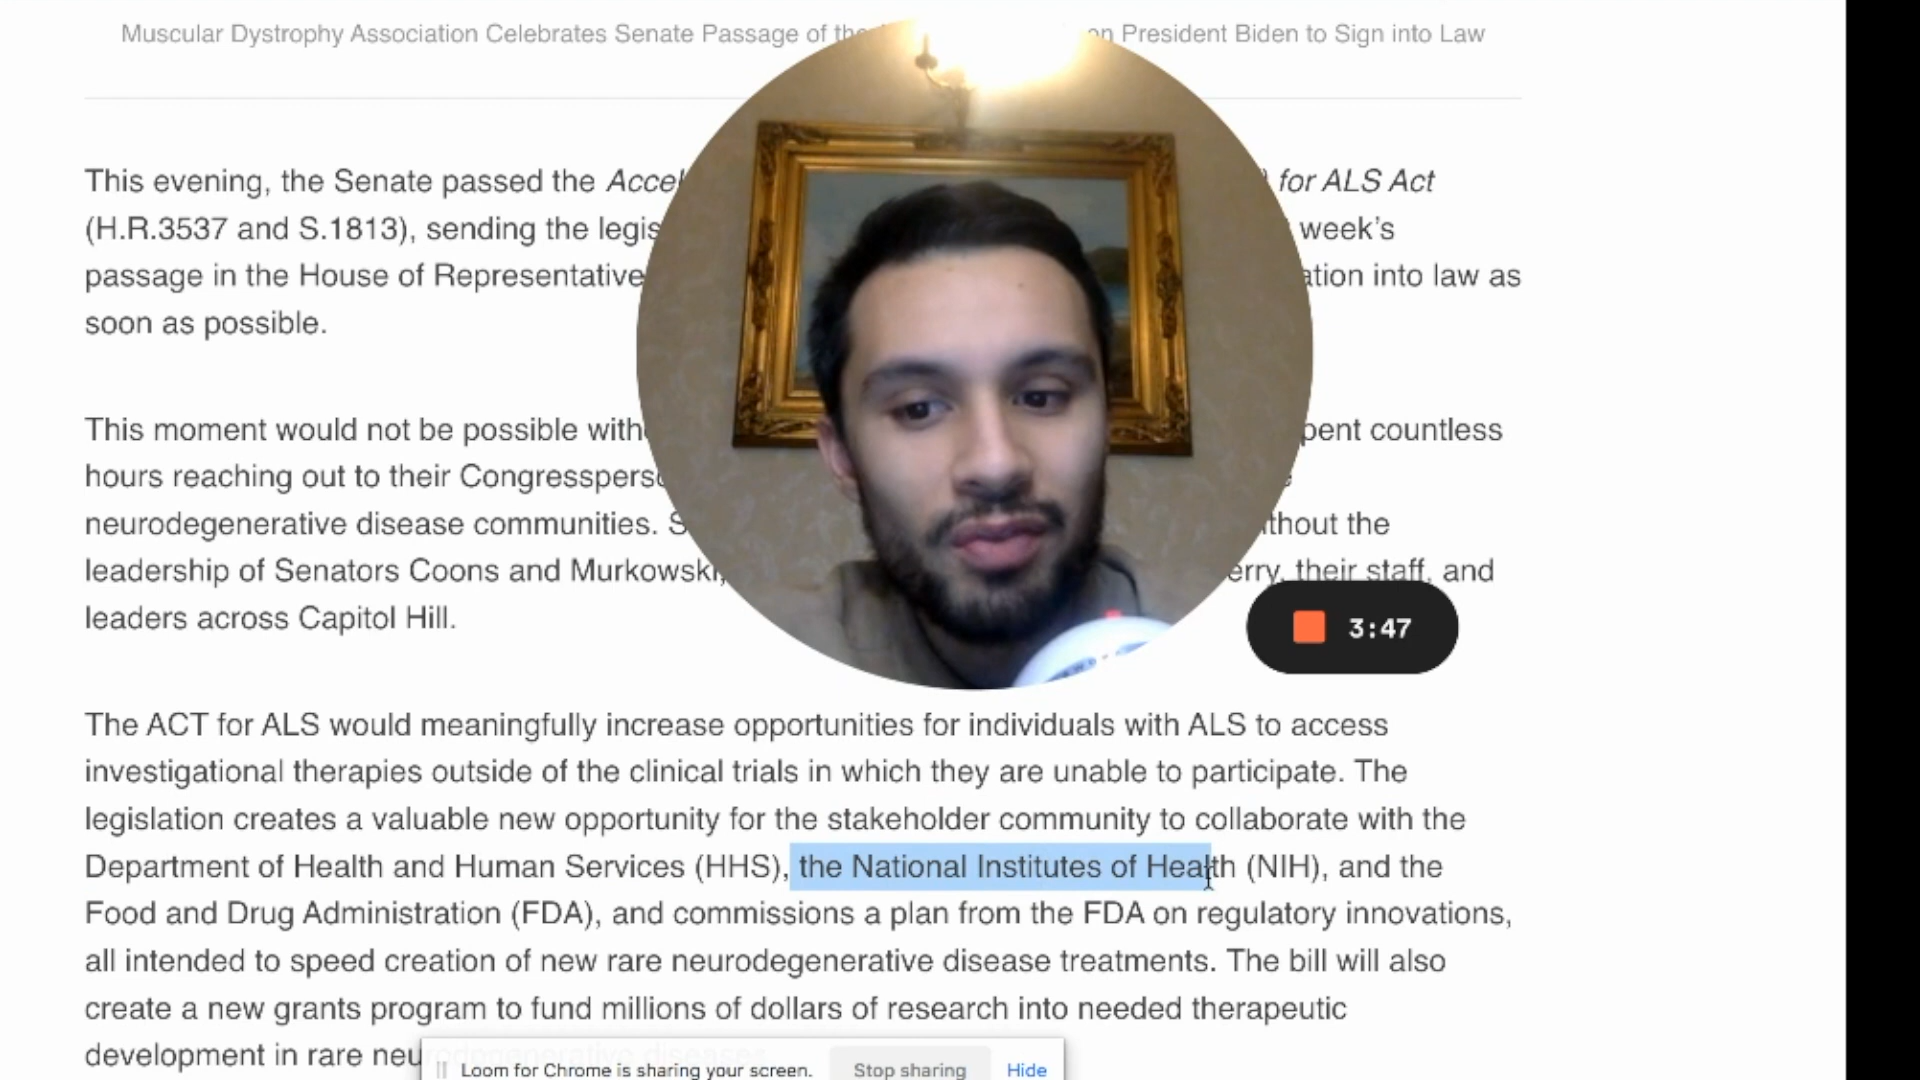 Muscular Dystrophy Association Celebrates Senate Passage of the on President Biden to Sign into Law
This evening, the Senate passed the for ALS Act
(H.R.3537 and S.1813), sending the week's
passage in the House of into law as
soon as possible.
This moment would not be possible countless
hours reaching out to their
neurodegenerative disease communities. the
leadership of Senators Coons and Murkowski, their staff, and
leaders across Capitol Hill.
3:47
The ACT for ALS would meaningfully increase opportunities for individuals with ALS to access
investigational therapies outside of the clinical trials in which they are unable to participate. The
legislation creates a valuable new opportunity for the stakeholder community to collaborate with the
Department of Health and Human Services (HHS), the National Institutes of Health (NIH), and the
Food and Drug Administration (FDA), and commissions a plan from the FDA on regulatory innovations,
all intended to speed creation of new rare neurodegenerative disease treatments. The bill will also
create a new grants program to fund millions of dollars of research into needed therapeutic
development in rare neurodegenerative diseases.
Loom for Chrome is sharing your screen. Stop sharing Hide